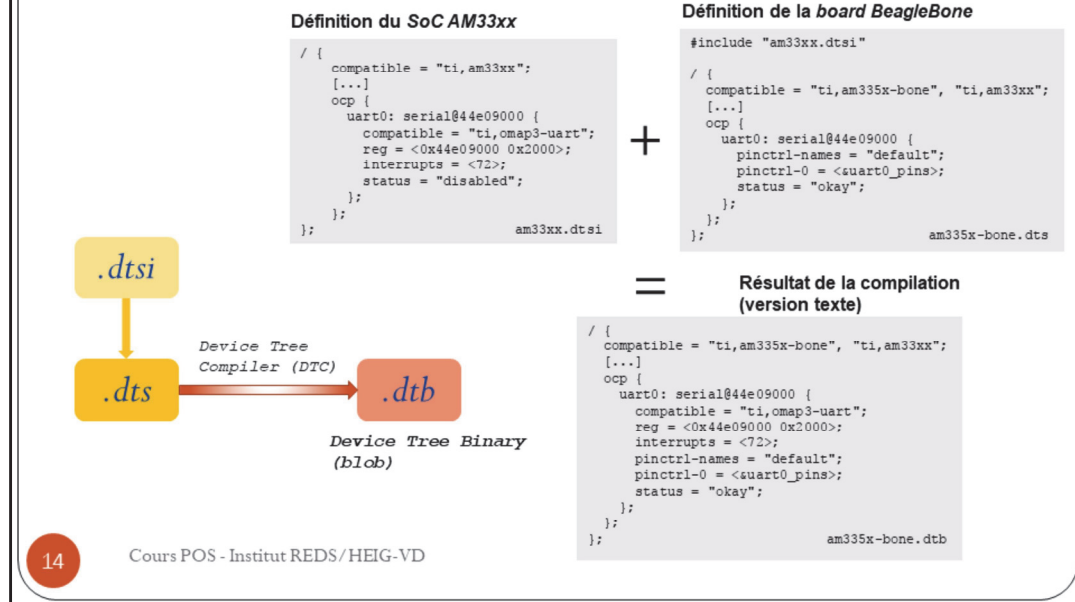 Définition du SoC AM33xx
/ {
    compatible = "ti,am33xx";
    [...]
    ocp {
      uart0: serial@44e09000 {
        compatible = "ti,omap3-uart";
        reg = <0x44e09000 0x2000>;
        interrupts = <72>;
        status = "disabled";
      };
    };
};
am33xx.dtsi
+
Définition de la board BeagleBone
#include "am33xx.dtsi"
/ {
  compatible = "ti,am335x-bone", "ti,am33xx";
  [...]
  ocp {
    uart0: serial@44e09000 {
      pinctrl-names = "default";
      pinctrl-0 = <&uart0_pins>;
      status = "okay";
    };
  };
};
am335x-bone.dts
=
Résultat de la compilation
(version texte)
/ {
  compatible = "ti,am335x-bone", "ti,am33xx";
  [...]
  ocp {
    uart0: serial@44e09000 {
      compatible = "ti,omap3-uart";
      reg = <0x44e09000 0x2000>;
      interrupts = <72>;
      pinctrl-names = "default";
      pinctrl-0 = <&uart0_pins>;
      status = "okay";
    };
  };
};
am335x-bone.dtb
.dtsi
.dts
Device Tree
Compiler (DTC)
.dtb
Device Tree Binary
(blob)
14
Cours POS - Institut REDS/HEIG-VD